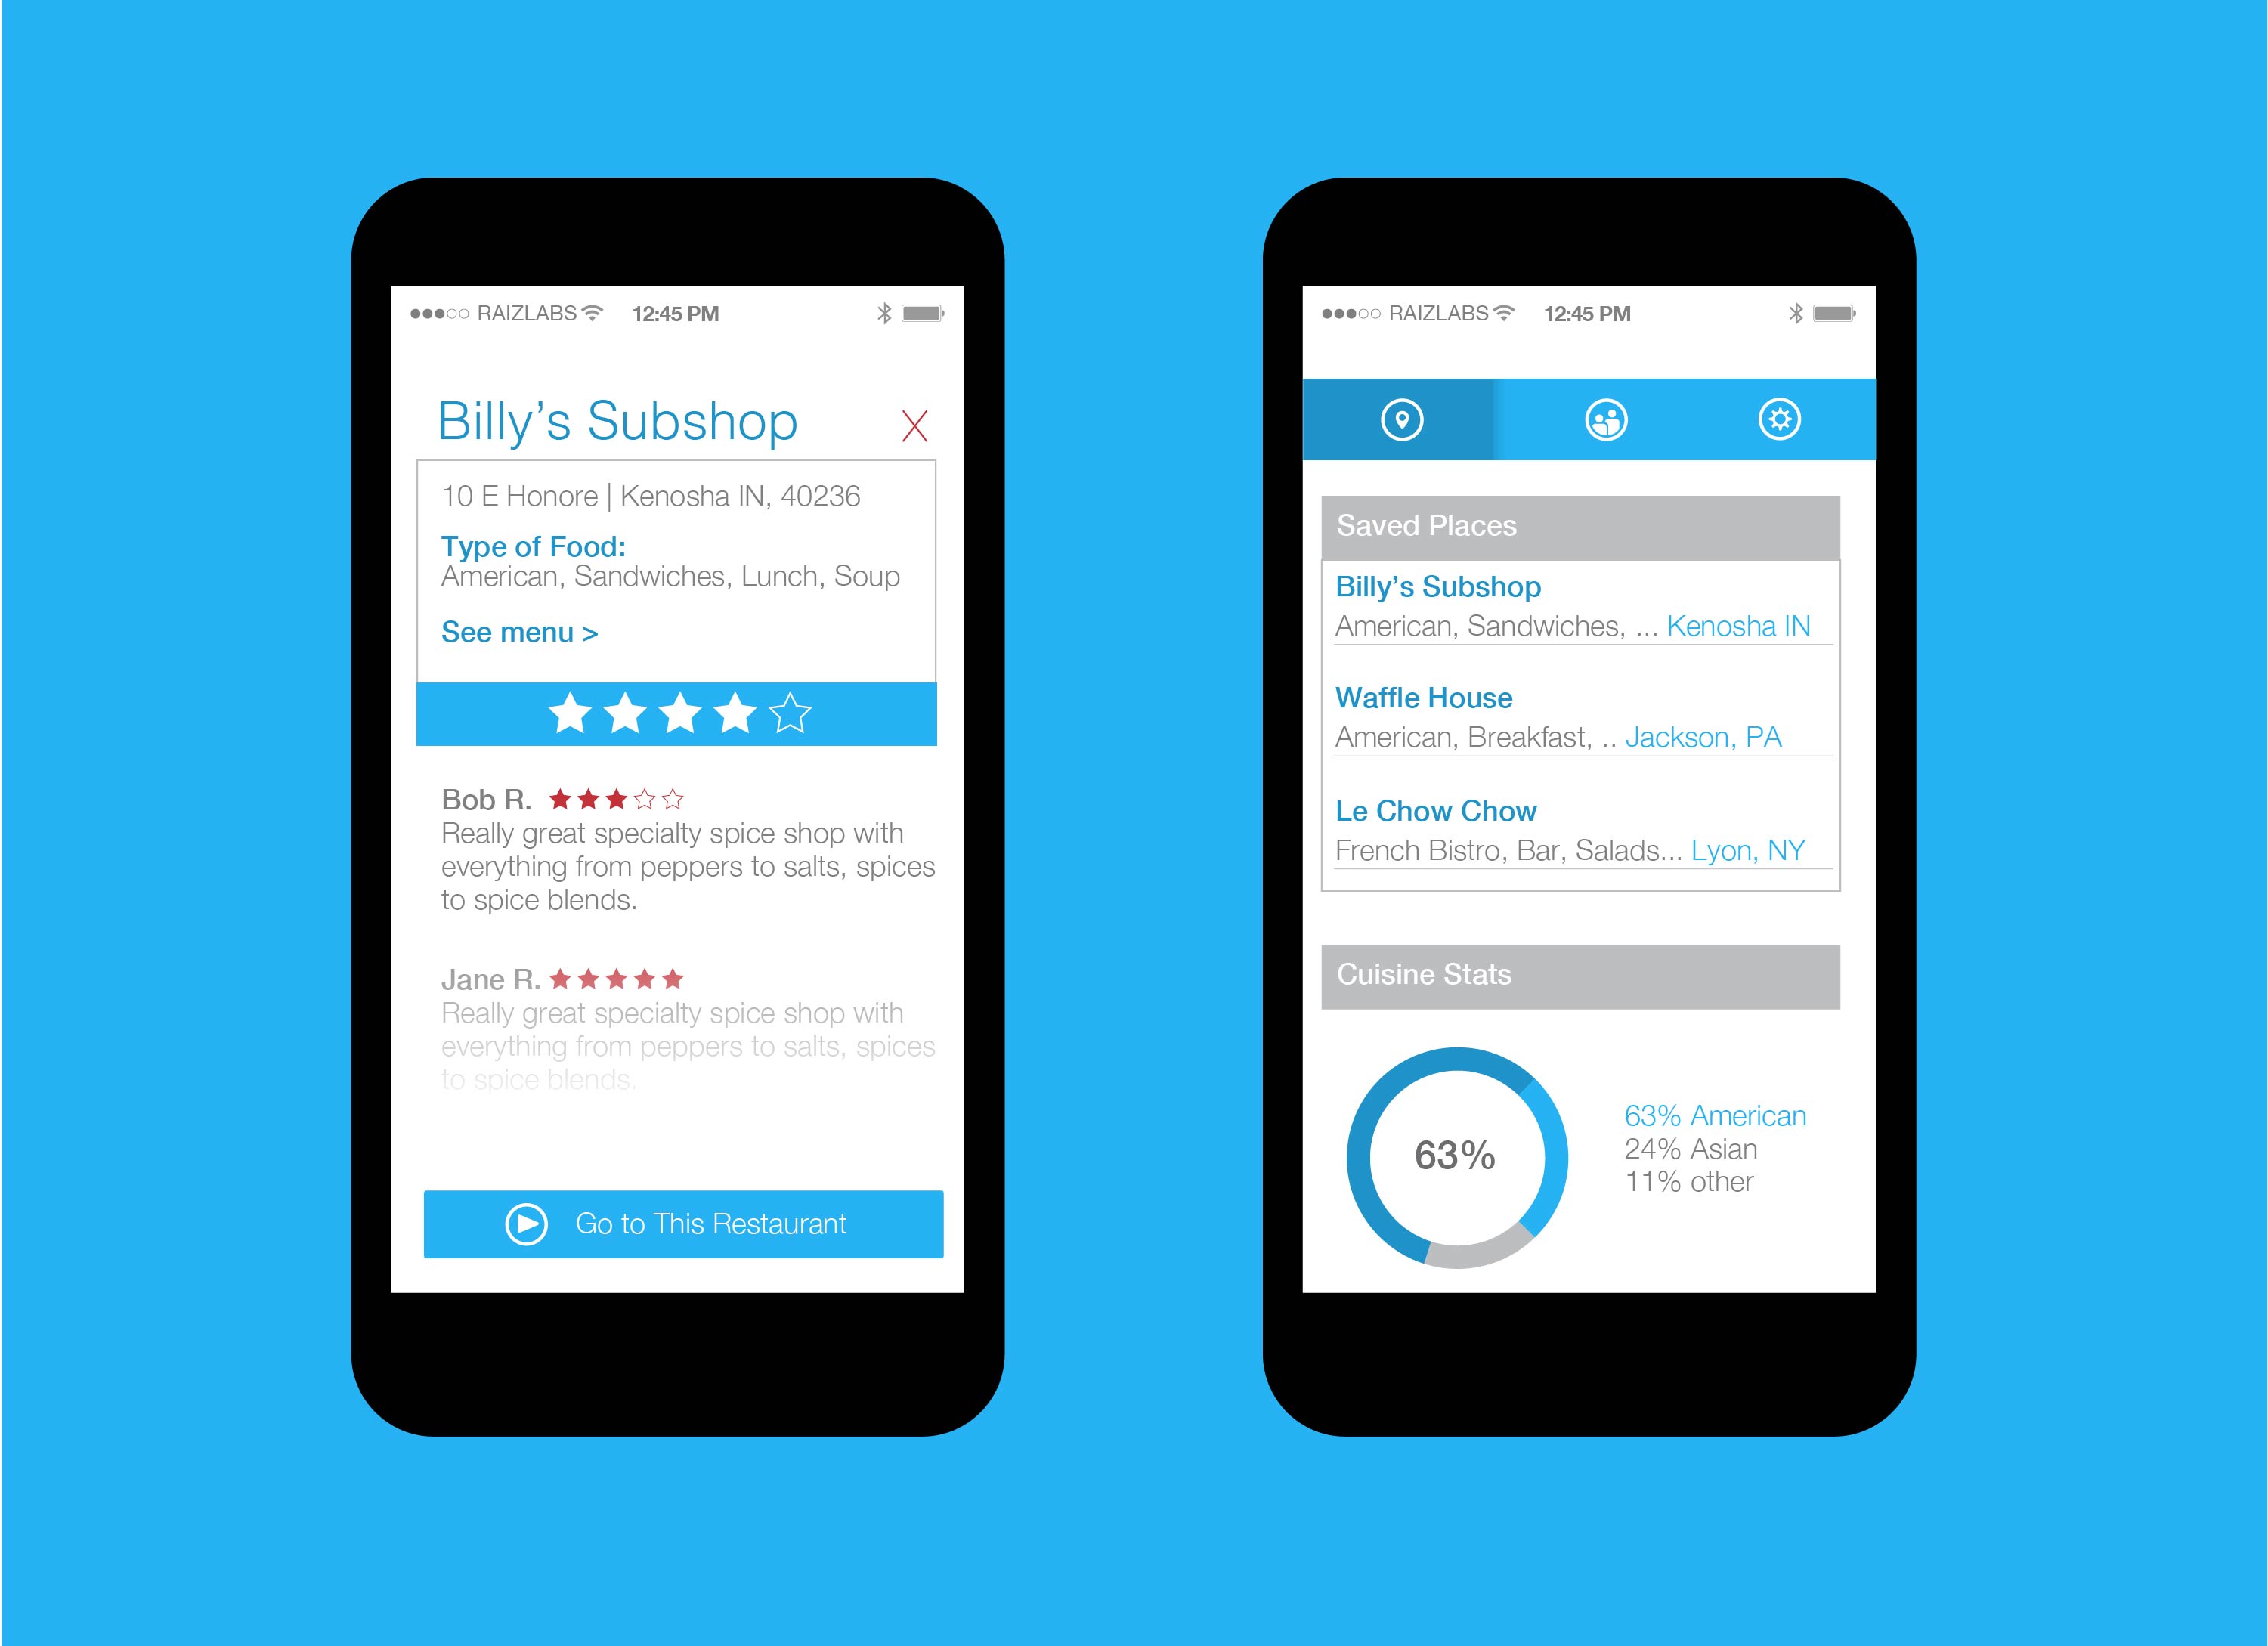 RAIZLABS 12:45 PM
Billy's Subshop X
10 E Honore | Kenosha IN, 40236
Type of Food:
American, Sandwiches, Lunch, Soup
See menu >
Bob R.
Really great specialty spice shop with
everything from peppers to salts, spices
to spice blends.
Jane R.
Really great specialty spice shop with
everything from peppers to salts, spices
to spice blends.
Go to This Restaurant
RAIZLABS 12:45 PM
Saved Places
Billy's Subshop
American, Sandwiches, ... Kenosha IN
Waffle House
American, Breakfast, .. Jackson, PA
Le Chow Chow
French Bistro, Bar, Salads... Lyon, NY
Cuisine Stats
63%
63% American
24% Asian
11% other